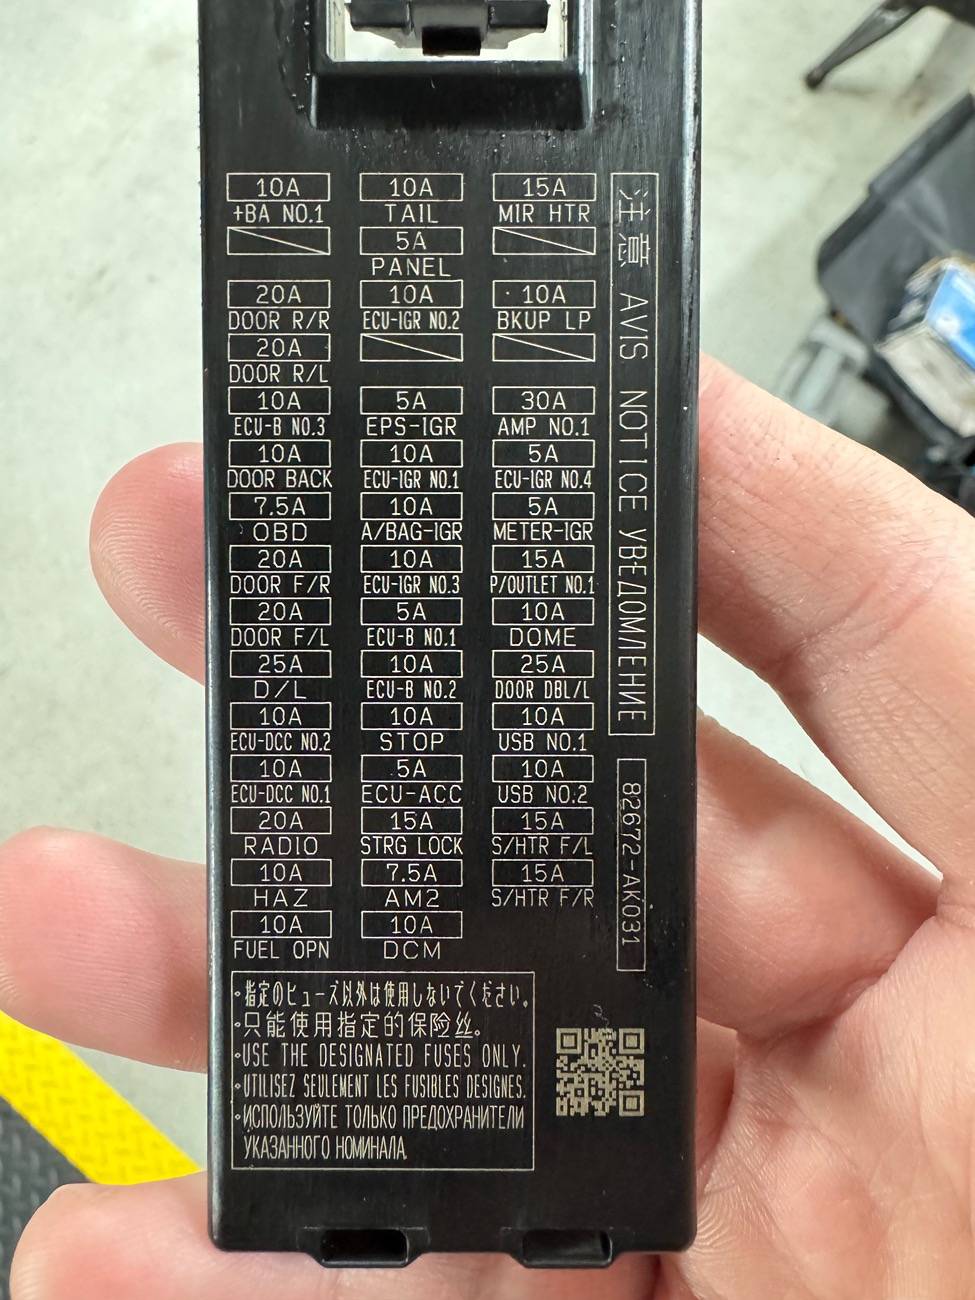 10A 10A 15A
+BA NO.1 TAIL MIR HTR
5A
PANEL
20A 10A 10A
DOOR R/R ECU-IGR NO.2 BKUP LP
20A
DOOR R/L
10A 5A 30A
ECU-B NO.3 EPS-IGR AMP NO.1
10A 10A 5A
DOOR BACK ECU-IGR NO.1 ECU-IGR NO.4
7.5A 10A 5A
OBD A/BAG-IGR METER-IGR
20A 10A 15A
DOOR F/R ECU-IGR NO.3 P/OUTLET NO.1
20A 5A 10A
DOOR F/L ECU-B NO.1 DOME
25A 10A 25A
D/L ECU-B NO.2 DOOR DBL/L
10A 10A 10A
ECU-DCC NO.2 STOP USB NO.1
10A 5A 10A
ECU-DCC NO.1 ECU-ACC USB NO.2
20A 15A 15A
RADIO STRG LOCK S/HTR F/L
10A 7.5A 15A
HAZ AM2 S/HTR F/R
10A 10A
FUEL OPN DCM
注意 AVIS NOTICE УВЕДОМЛЕНИЕ
82672-AK031
・指定のヒューズ以外は使用しないでください。
・只能使用指定的保险丝。
・USE THE DESIGNATED FUSES ONLY.
・UTILISEZ SEULEMENT LES FUSIBLES DESIGNES.
・ИСПОЛЬЗУЙТЕ ТОЛЬКО ПРЕДОХРАНИТЕЛИ
УКАЗАННОГО НОМИНАЛА.